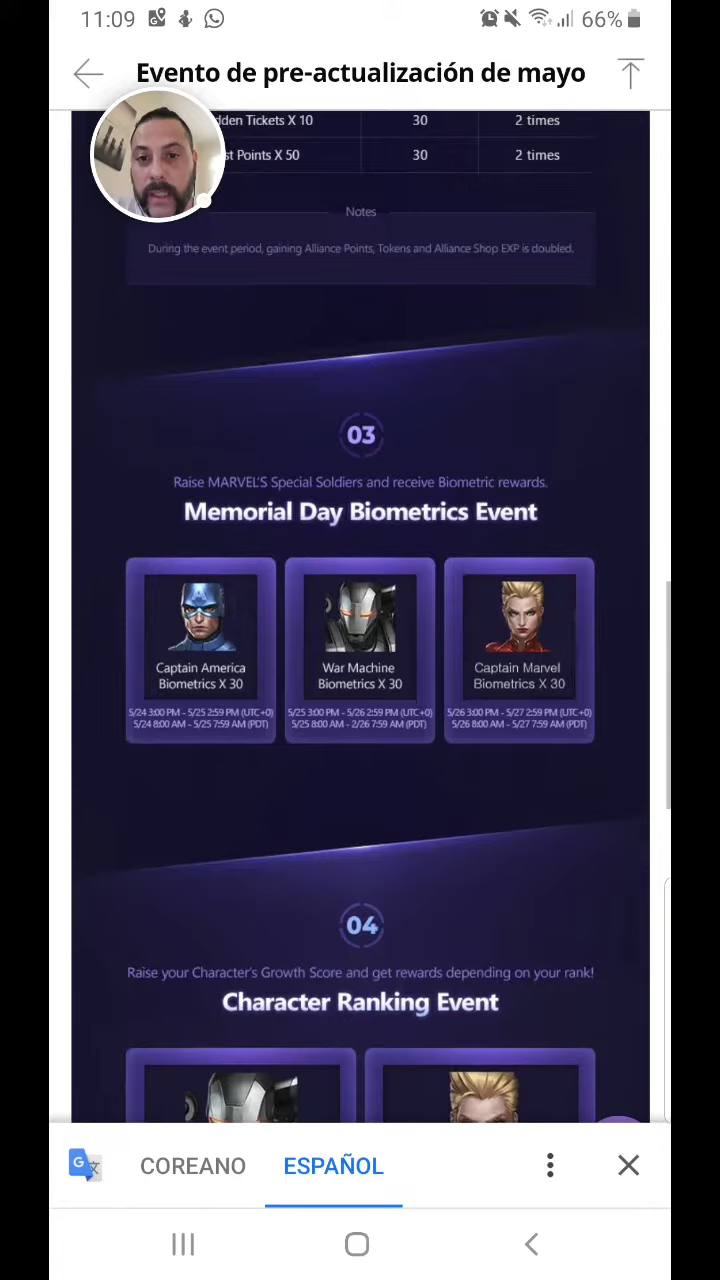 11:09
66%
Evento de pre-actualización de mayo
Tickets X 10 30 2 times
Points X 50 30 2 times
Notes
During the event period, gaining Alliance Points, Tokens and Alliance Shop EXP is doubled.
03
Raise MARVEL'S Special Soldiers and receive Biometric rewards.
Memorial Day Biometrics Event
Captain America
Biometrics X 30
5/24 3:00 PM - 5/25 2:59 PM (UTC+0)
5/24 8:00 AM - 5/25 7:59 AM (PDT)
War Machine
Biometrics X 30
5/25 3:00 PM - 5/26 2:59 PM (UTC+0)
5/25 8:00 AM - 2/26 7:59 AM (PDT)
Captain Marvel
Biometrics X 30
5/26 3:00 PM - 5/27 2:59 PM (UTC+0)
5/26 8:00 AM - 5/27 7:59 AM (PDT)
04
Raise your Character's Growth Score and get rewards depending on your rank!
Character Ranking Event
COREANO
ESPAÑOL